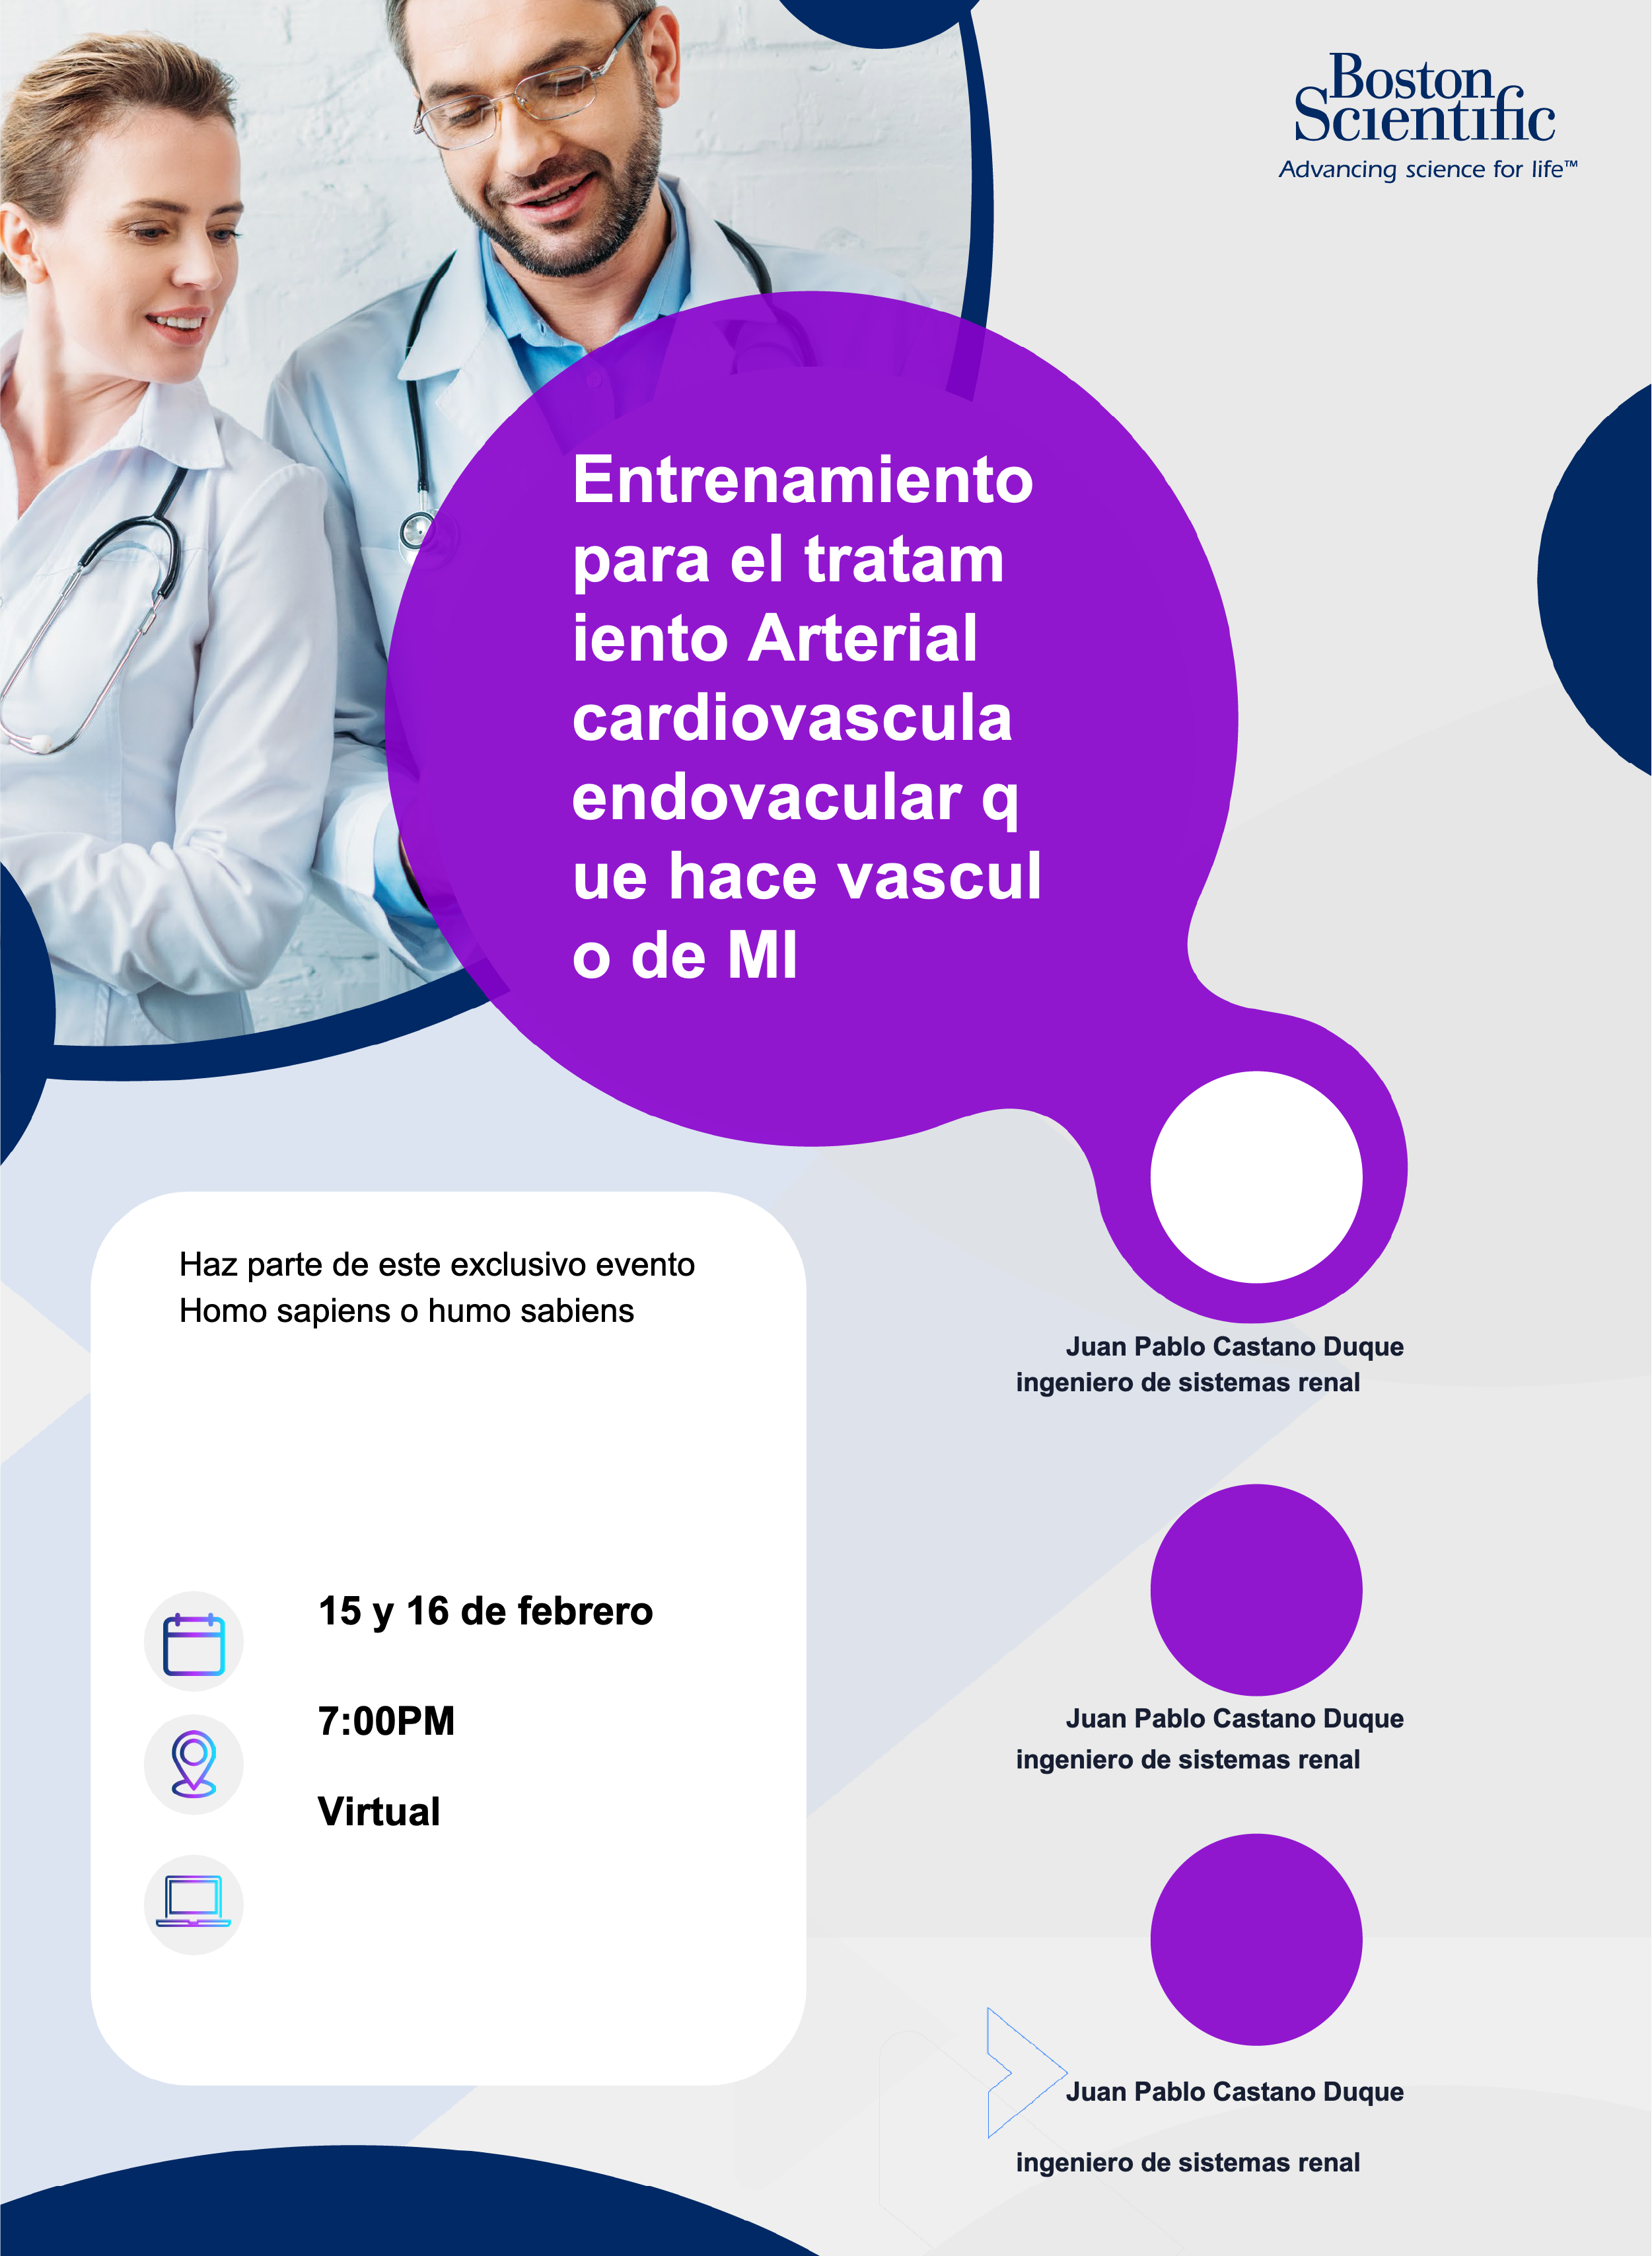 Boston
Scientific
Advancing science for life™
Entrenamiento
para el tratam
iento Arterial
cardiovascula
endovacular q
ue hace vascul
o de MI
Haz parte de este exclusivo evento
Homo sapiens o humo sabiens
15 y 16 de febrero
7:00PM
Virtual
Juan Pablo Castano Duque
ingeniero de sistemas renal
Juan Pablo Castano Duque
ingeniero de sistemas renal
Juan Pablo Castano Duque
ingeniero de sistemas renal